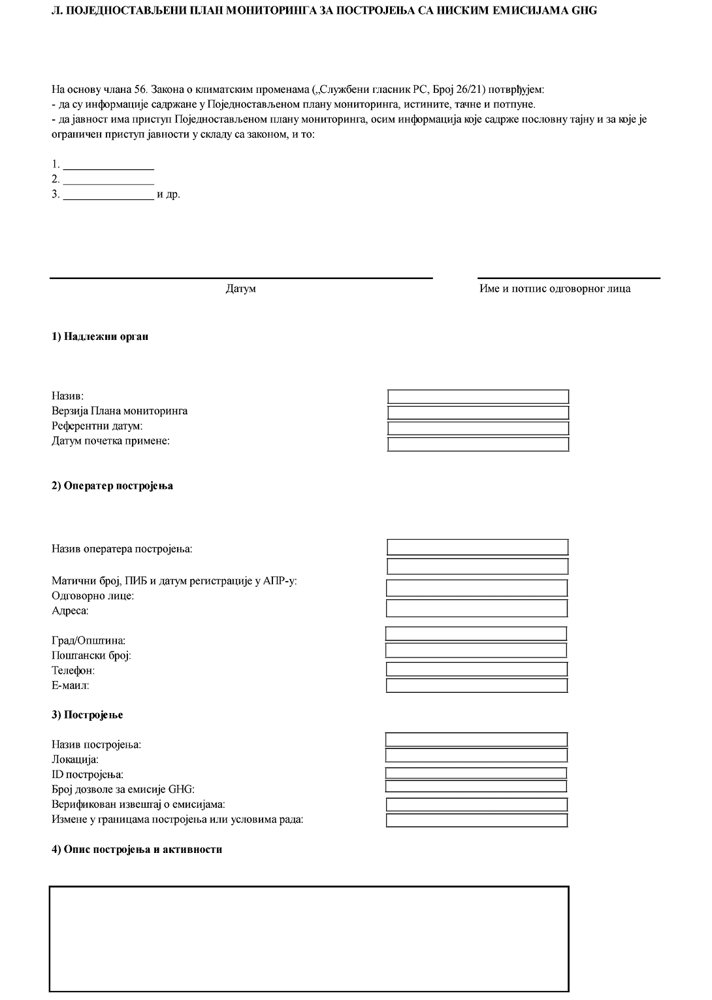 Л. ПОЈЕДНОСТАВЉЕНИ ПЛАН МОНИТОРИНГА ЗА ПОСТРОЈЕЊА СА НИСКИМ ЕМИСИЈАМА GHG
На основу члана 56. Закона о климатским променама („Службени гласник РС, Број 26/21) потврђујем:
- да су информације садржане у Поједностављеном плану мониторинга, истините, тачне и потпуне.
- да јавност има приступ Поједностављеном плану мониторинга, осим информација које садрже пословну тајну и за које је
ограничен приступ јавности у складу са законом, и то:
1. ________________
2. ________________
3. ________________ и др.
Датум
Име и потпис одговорног лица
1) Надлежни орган
Назив:
Верзија Плана мониторинга
Референтни датум:
Датум почетка примене:
2) Оператер постројења
Назив оператера постројења:
Матични број, ПИБ и датум регистрације у АПР-у:
Одговорно лице:
Адреса:
Град/Општина:
Поштански број:
Телефон:
Е-маил:
3) Постројење
Назив постројења:
Локација:
ID постројења:
Број дозволе за емисије GHG:
Верификован извештај о емисијама:
Измене у границама постројења или условима рада:
4) Опис постројења и активности